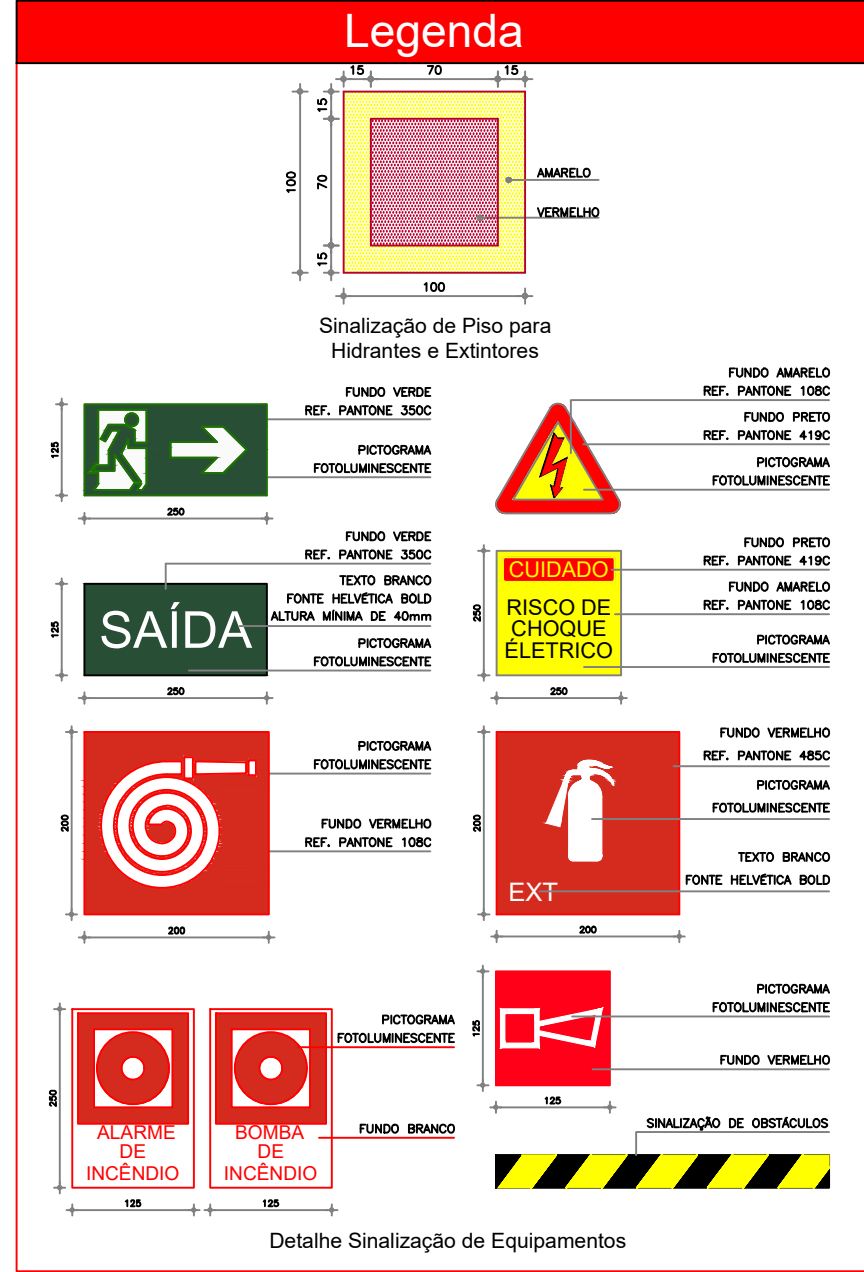 Legenda
15 70 15
15
100
70
15
AMARELO
VERMELHO
100
Sinalização de Piso para
Hidrantes e Extintores
FUNDO VERDE
REF. PANTONE 350C
PICTOGRAMA
FOTOLUMINESCENTE
125
250
FUNDO AMARELO
REF. PANTONE 108C
FUNDO PRETO
REF. PANTONE 419C
PICTOGRAMA
FOTOLUMINESCENTE
FUNDO VERDE
REF. PANTONE 350C
TEXTO BRANCO
FONTE HELVÉTICA BOLD
ALTURA MÍNIMA DE 40mm
PICTOGRAMA
FOTOLUMINESCENTE
125
SAÍDA
250
FUNDO PRETO
REF. PANTONE 419C
FUNDO AMARELO
REF. PANTONE 108C
PICTOGRAMA
FOTOLUMINESCENTE
250
CUIDADO
RISCO DE
CHOQUE
ÉLETRICO
250
PICTOGRAMA
FOTOLUMINESCENTE
FUNDO VERMELHO
REF. PANTONE 108C
200
200
FUNDO VERMELHO
REF. PANTONE 485C
PICTOGRAMA
FOTOLUMINESCENTE
TEXTO BRANCO
FONTE HELVÉTICA BOLD
200
EXT
200
PICTOGRAMA
FOTOLUMINESCENTE
FUNDO BRANCO
250
ALARME
DE
INCÊNDIO
BOMBA
DE
INCÊNDIO
125
125
PICTOGRAMA
FOTOLUMINESCENTE
FUNDO VERMELHO
125
125
SINALIZAÇÃO DE OBSTÁCULOS
Detalhe Sinalização de Equipamentos